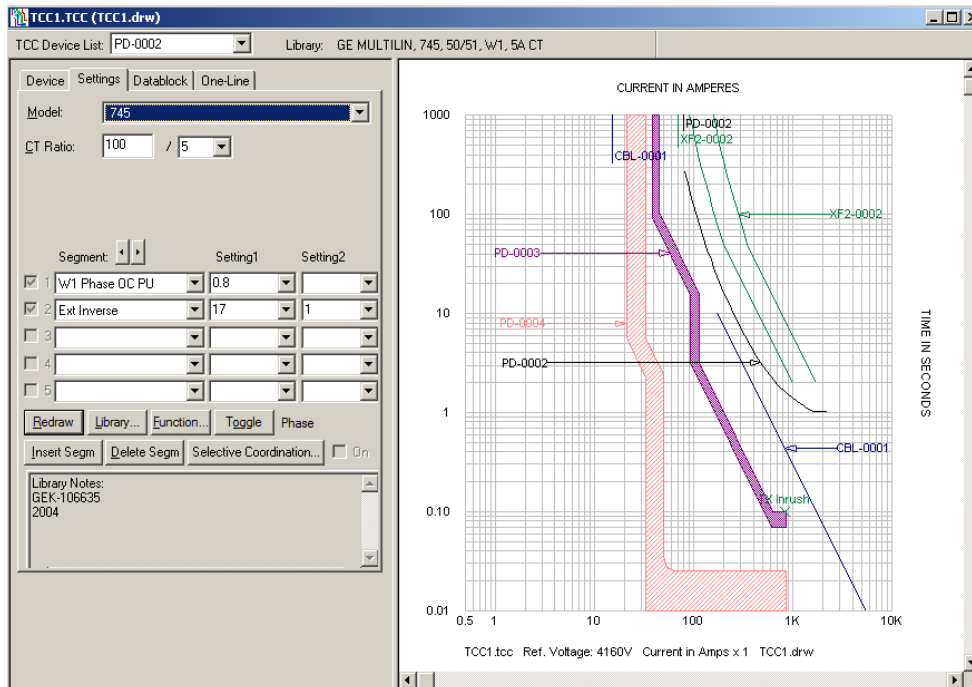 TCC1.TCC (TCC1.drw)
TCC Device List: PD-0002 Library: GE MULTILIN, 745, 50/51, W1, 5A CT
Device Settings Datablock One-Line
Model: 745
CT Ratio: 100 / 5
Segment: Setting1 Setting2
1 W1 Phase OC PU 0.8
2 Ext Inverse 17 1
3
4
5
Redraw Library... Function... Toggle Phase
Insert Segm Delete Segm Selective Coordination... On
Library Notes:
GEK-106635
2004
CURRENT IN AMPERES
1000
PD-0002
XF2-0002
CBL-0001
100
XF2-0002
PD-0003
10
PD-0004
TIME IN SECONDS
PD-0002
1
CBL-0001
Inrush
0.10
0.01
0.5 1 10 100 1K 10K
TCC1.tcc Ref. Voltage: 4160V Current in Amps x 1 TCC1.drw